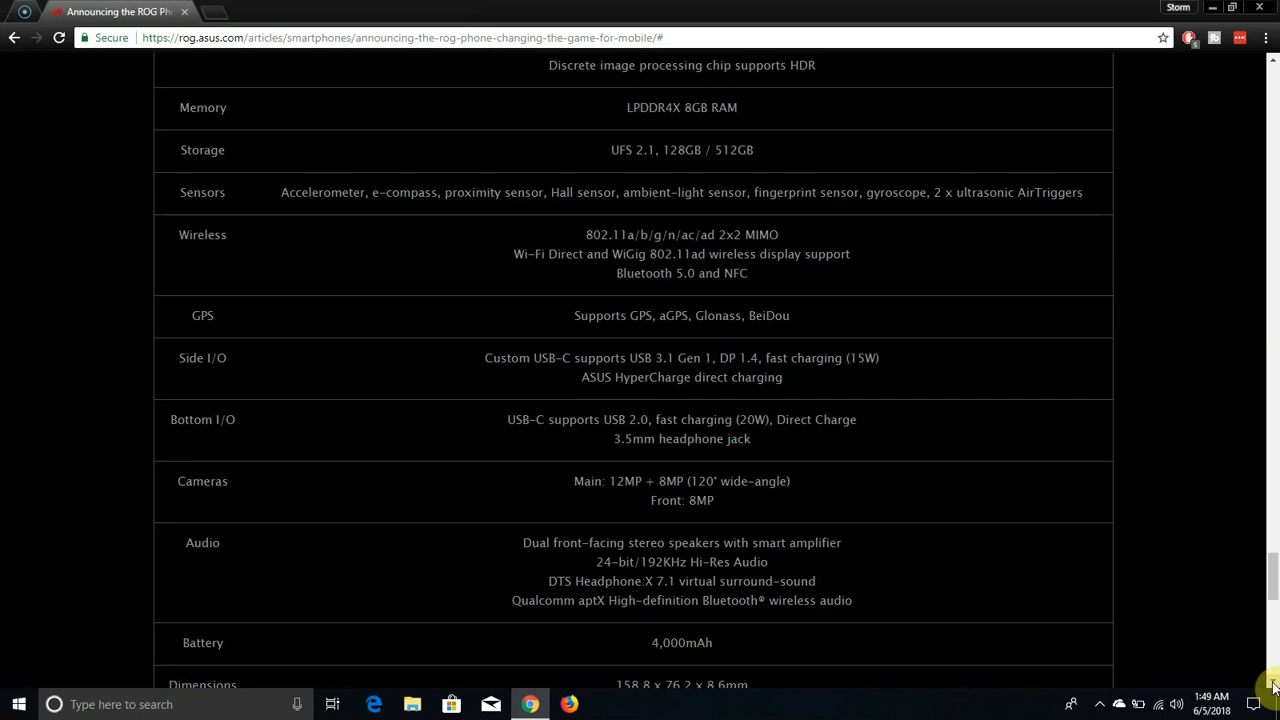 Announcing the ROG Ph
Storm
Secure
https://rog.asus.com/articles/smartphones/announcing-the-rog-phone-changing-the-game-for-mobile/#
Discrete image processing chip supports HDR
Memory
LPDDR4X 8GB RAM
Storage
UFS 2.1, 128GB / 512GB
Sensors
Accelerometer, e-compass, proximity sensor, Hall sensor, ambient-light sensor, fingerprint sensor, gyroscope, 2 x ultrasonic AirTriggers
Wireless
802.11a/b/g/n/ac/ad 2x2 MIMO
Wi-Fi Direct and WiGig 802.11ad wireless display support
Bluetooth 5.0 and NFC
GPS
Supports GPS, aGPS, Glonass, BeiDou
Side I/O
Custom USB-C supports USB 3.1 Gen 1, DP 1.4, fast charging (15W)
ASUS HyperCharge direct charging
Bottom I/O
USB-C supports USB 2.0, fast charging (20W), Direct Charge
3.5mm headphone jack
Cameras
Main: 12MP + 8MP (120° wide-angle)
Front: 8MP
Audio
Dual front-facing stereo speakers with smart amplifier
24-bit/192KHz Hi-Res Audio
DTS Headphone:X 7.1 virtual surround-sound
Qualcomm aptX High-definition Bluetooth® wireless audio
Battery
4,000mAh
Dimensions
158.8 x 76.2 x 8.6mm
Type here to search
1:49 AM
6/5/2018